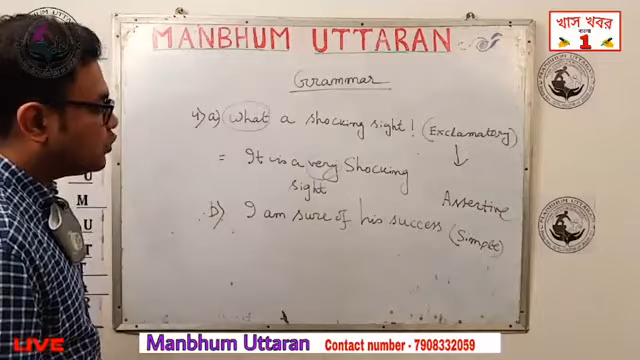 খাস খবর
বাংলা
1
MANBHUM UTTARAN
Grammar
4) a) What a shocking sight! (Exclamatory)
= It is a very Shocking
sight
Assertive
b) I am sure of his success (Simple)
LIVE
Manbhum Uttaran Contact number - 7908332059